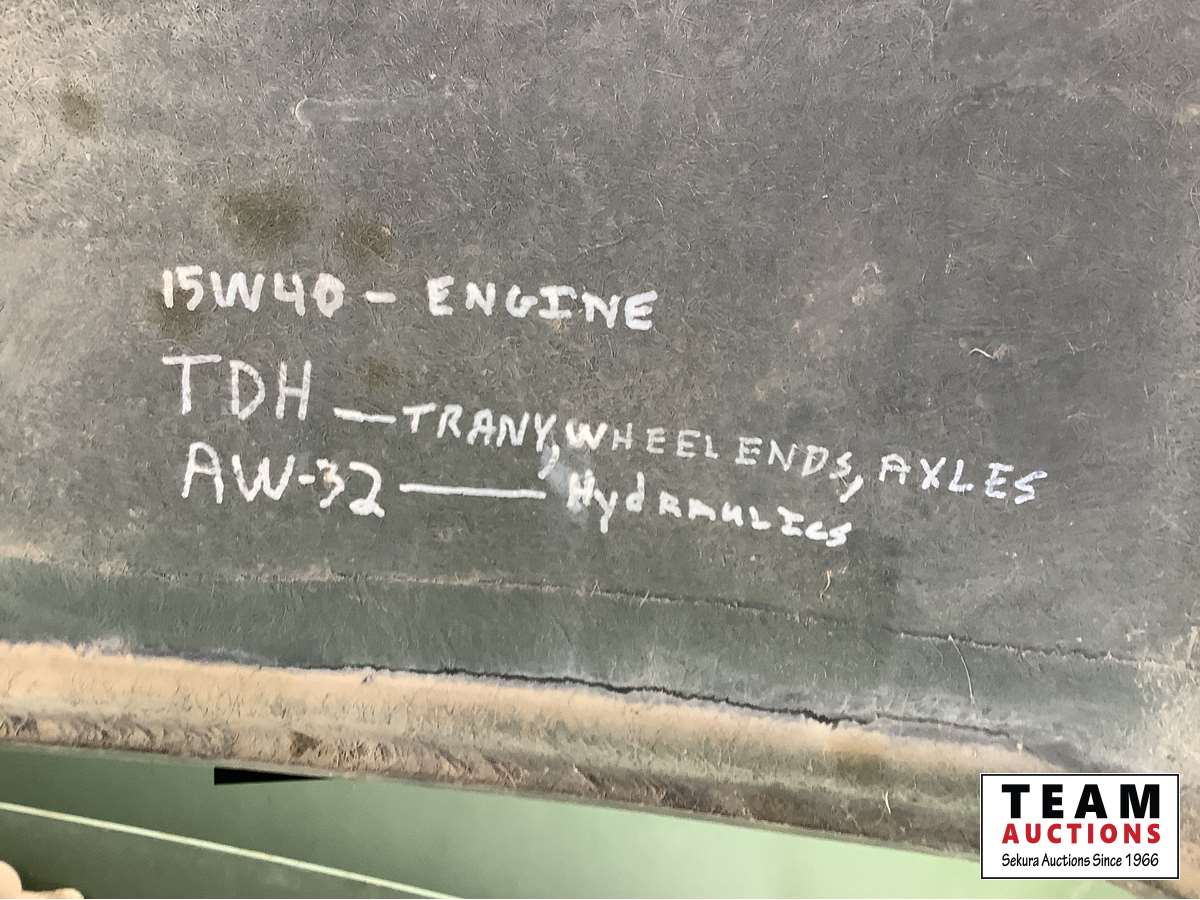 15W40 - ENGINE
TDH — TRANY, WHEEL ENDS, AXLES
AW-32 — HydRAULICS
TEAM
AUCTIONS
Sekura Auctions Since 1966